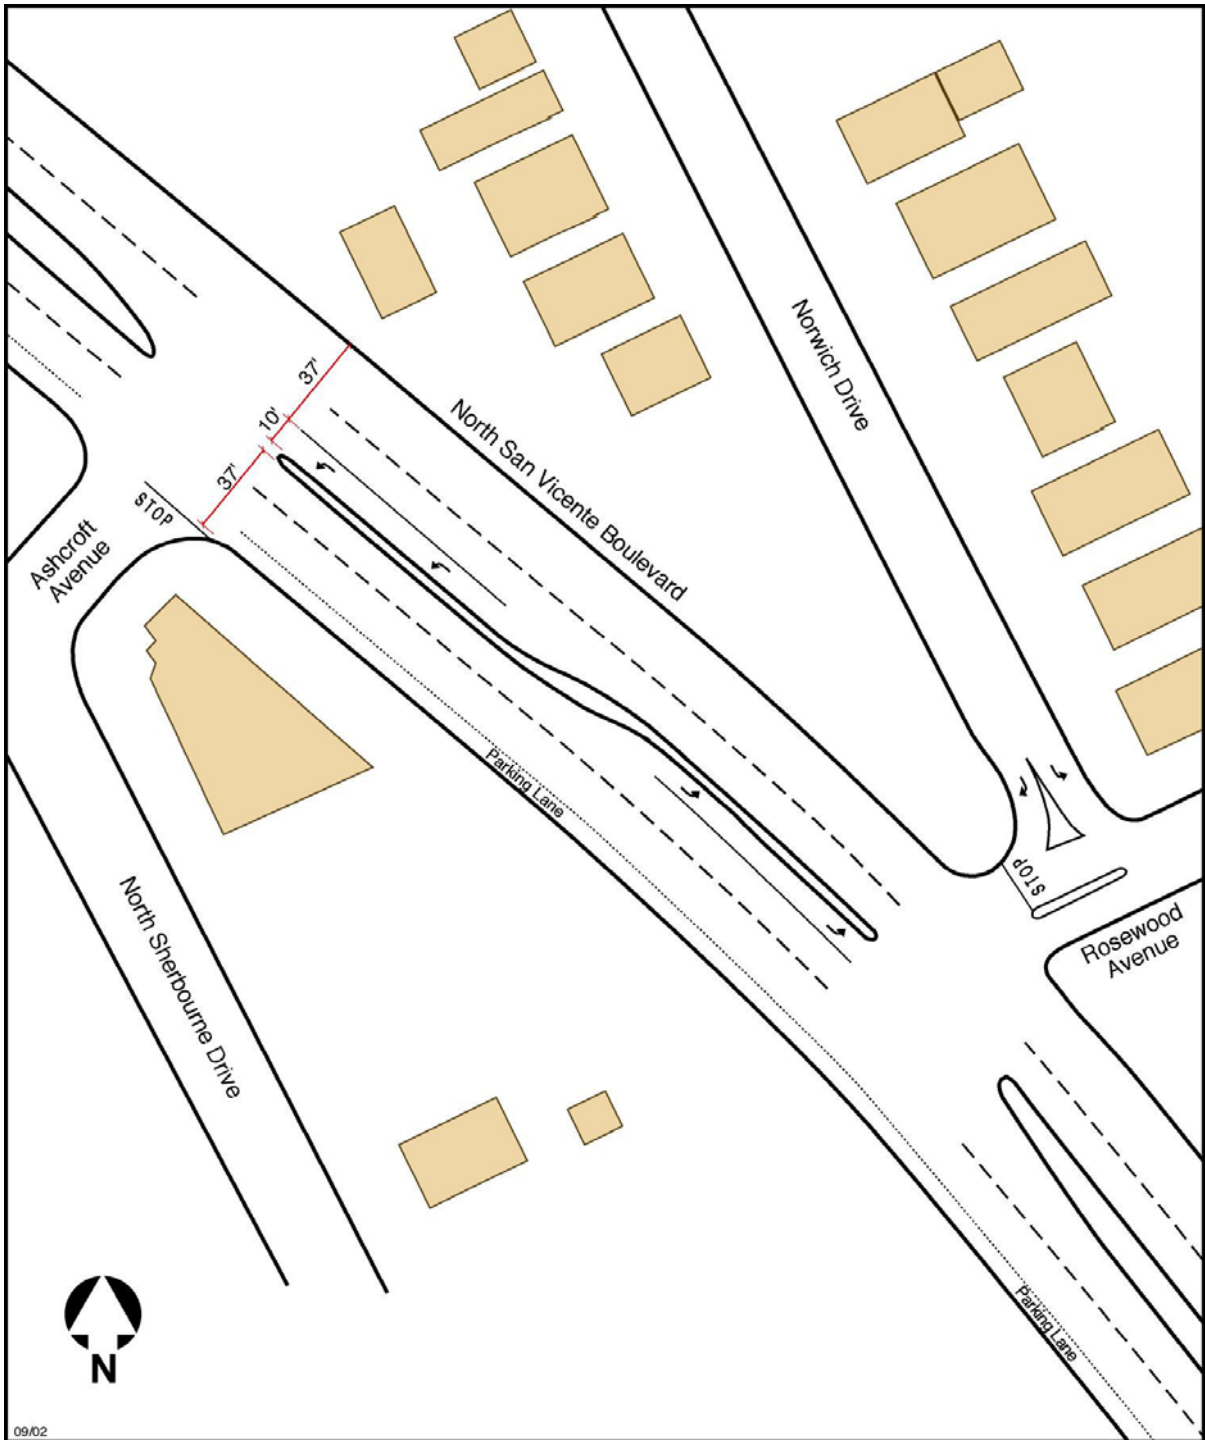 Norwich Drive
37'
10'
North San Vicente Boulevard
37'
STOP
Ashcroft
Avenue
Parking Lane
STOP
Rosewood
Avenue
North Sherbourne Drive
Parking Lane
N
09/02